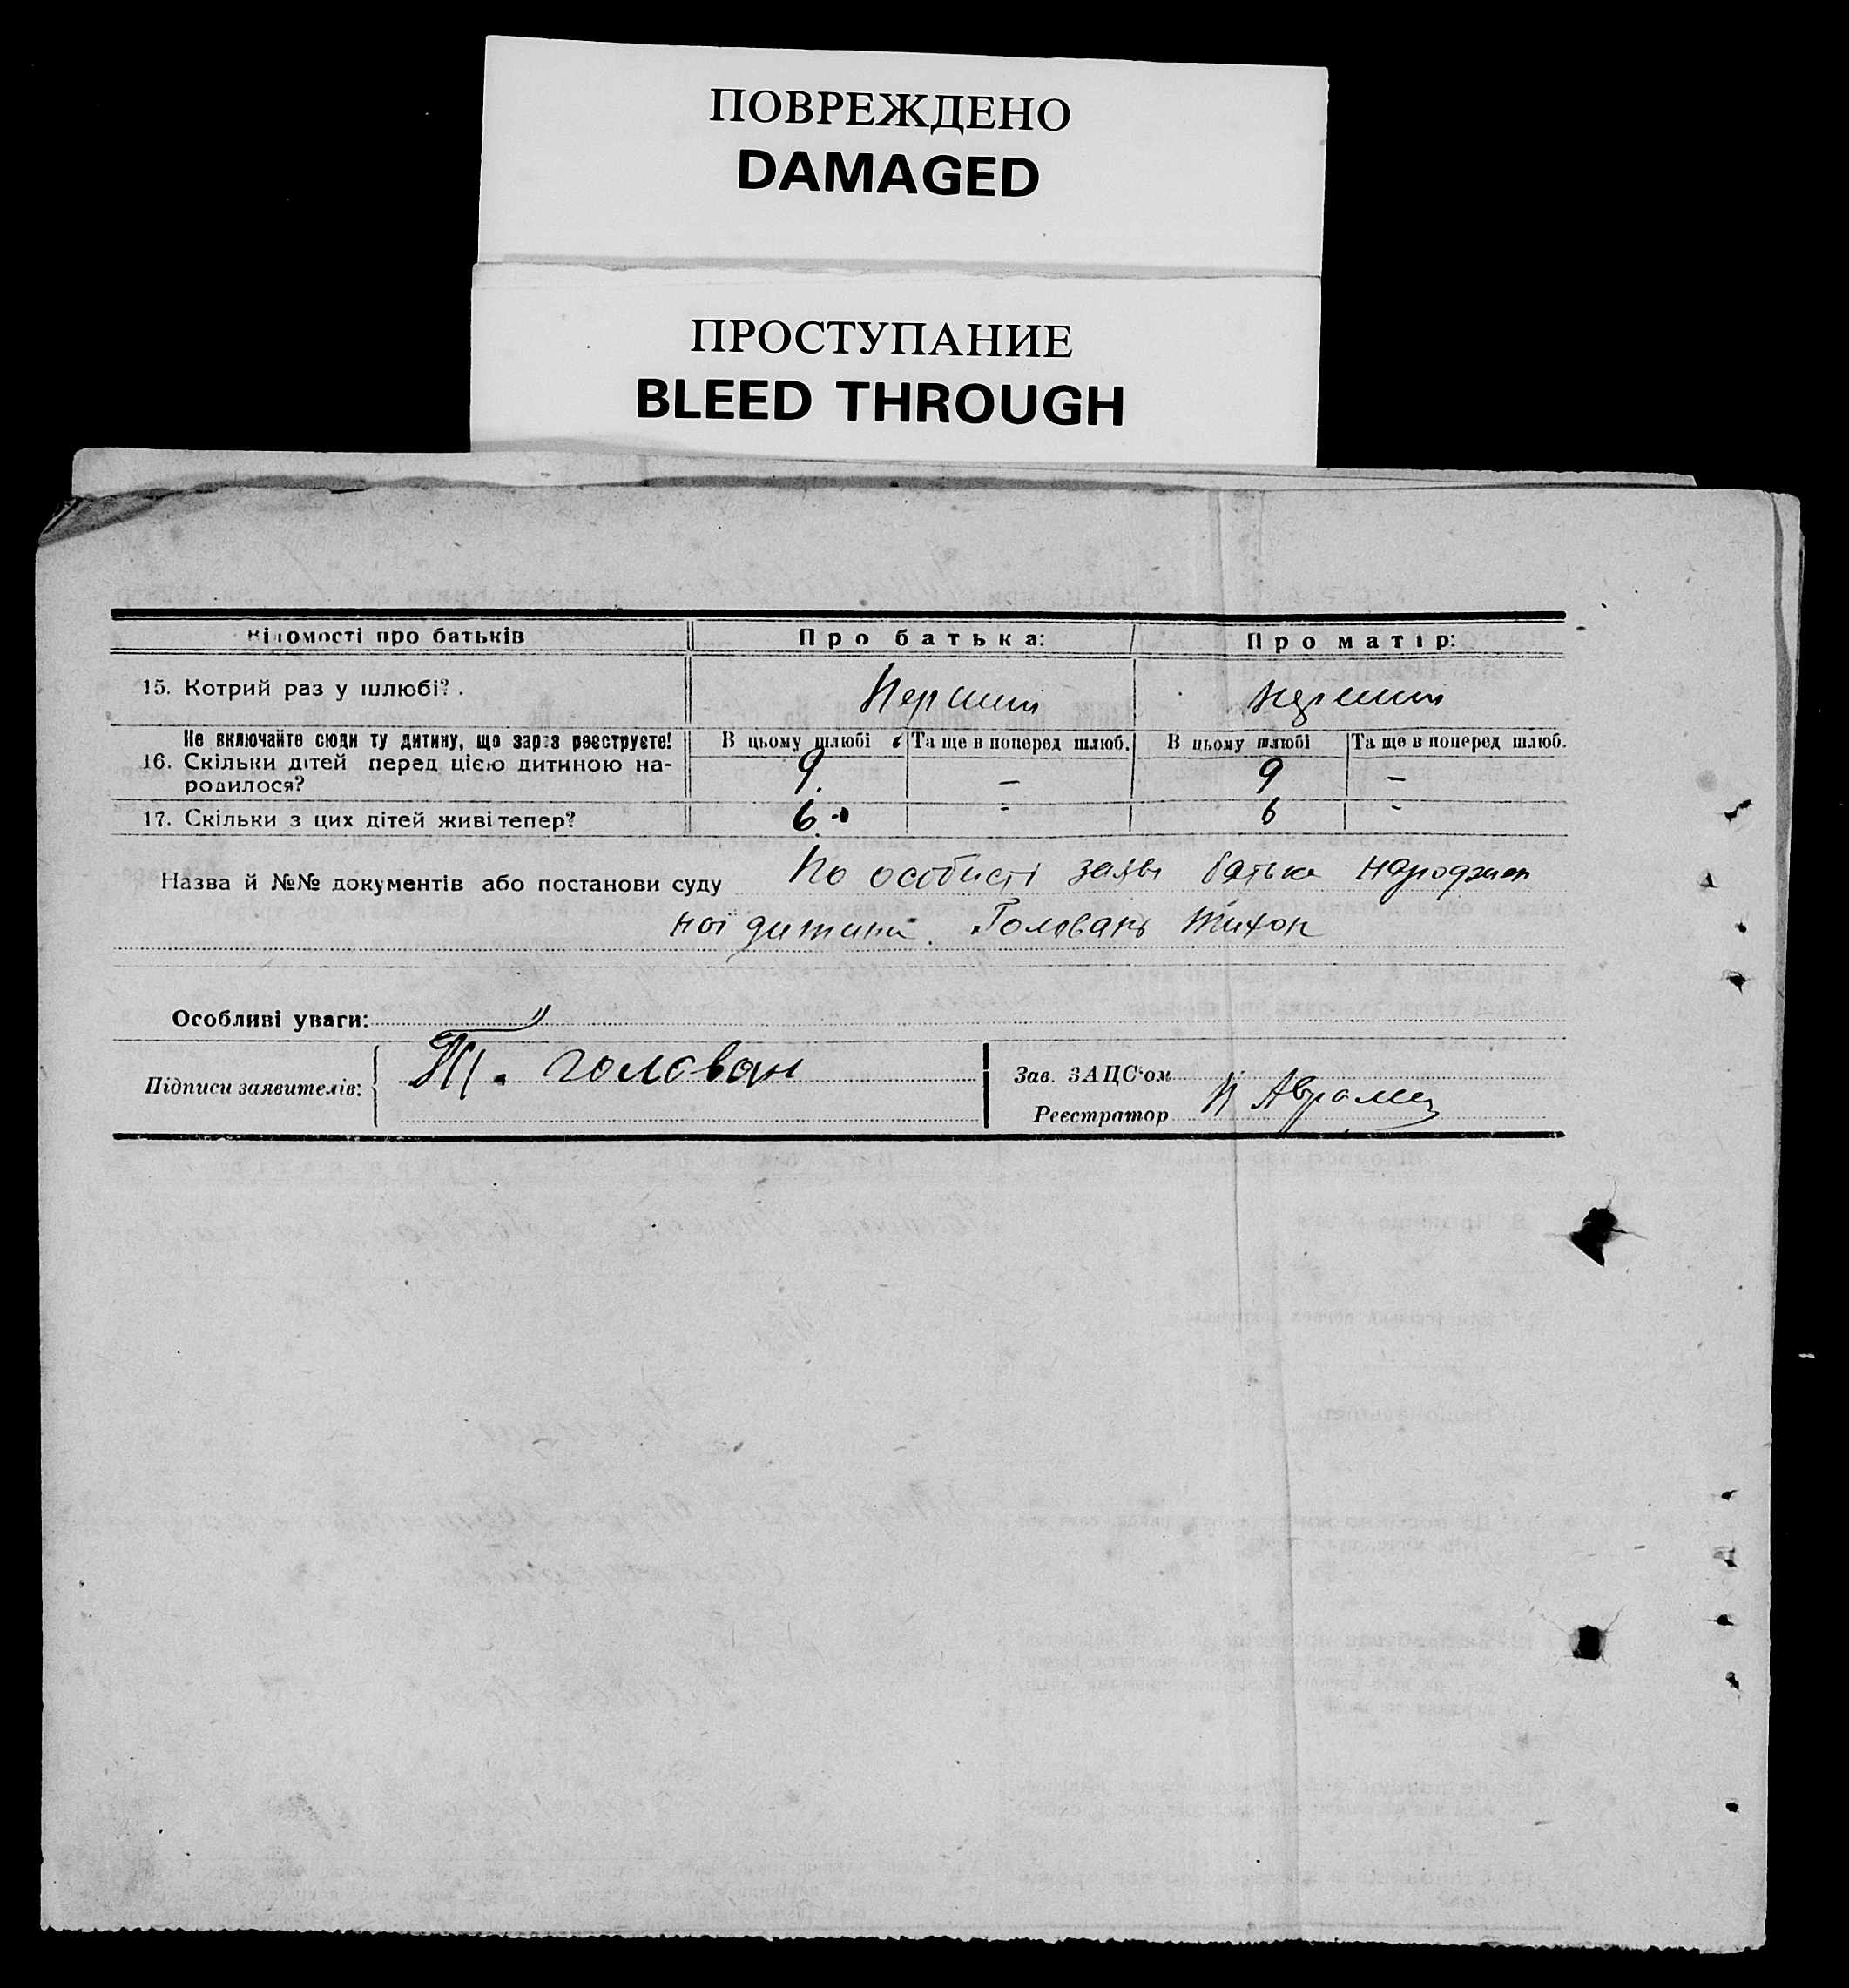 ПОВРЕЖДЕНО
DAMAGED
ПРОСТУПАНИЕ
BLEED THROUGH
Відомості про батьків Про батька: Про матір:
15. Котрий раз у шлюбі? . Перший перший
Не включайте сюди ту дитину, що зараз реєструєте! В цьому шлюбі Та ще в поперед шлюб. В цьому шлюбі Та ще в поперед шлюб.
16. Скільки дітей перед цією дитиною на-
родилося? 9. – 9 –
17. Скільки з цих дітей живі тепер? 6. - 6 -
Назва й №№ документів або постанови суду По особисті заяві батька народжен
ної дитини. Голован Тихон
Особливі уваги:
Підписи заявителів: Т. голован
Зав. ЗАЦС'ом
Реєстратор